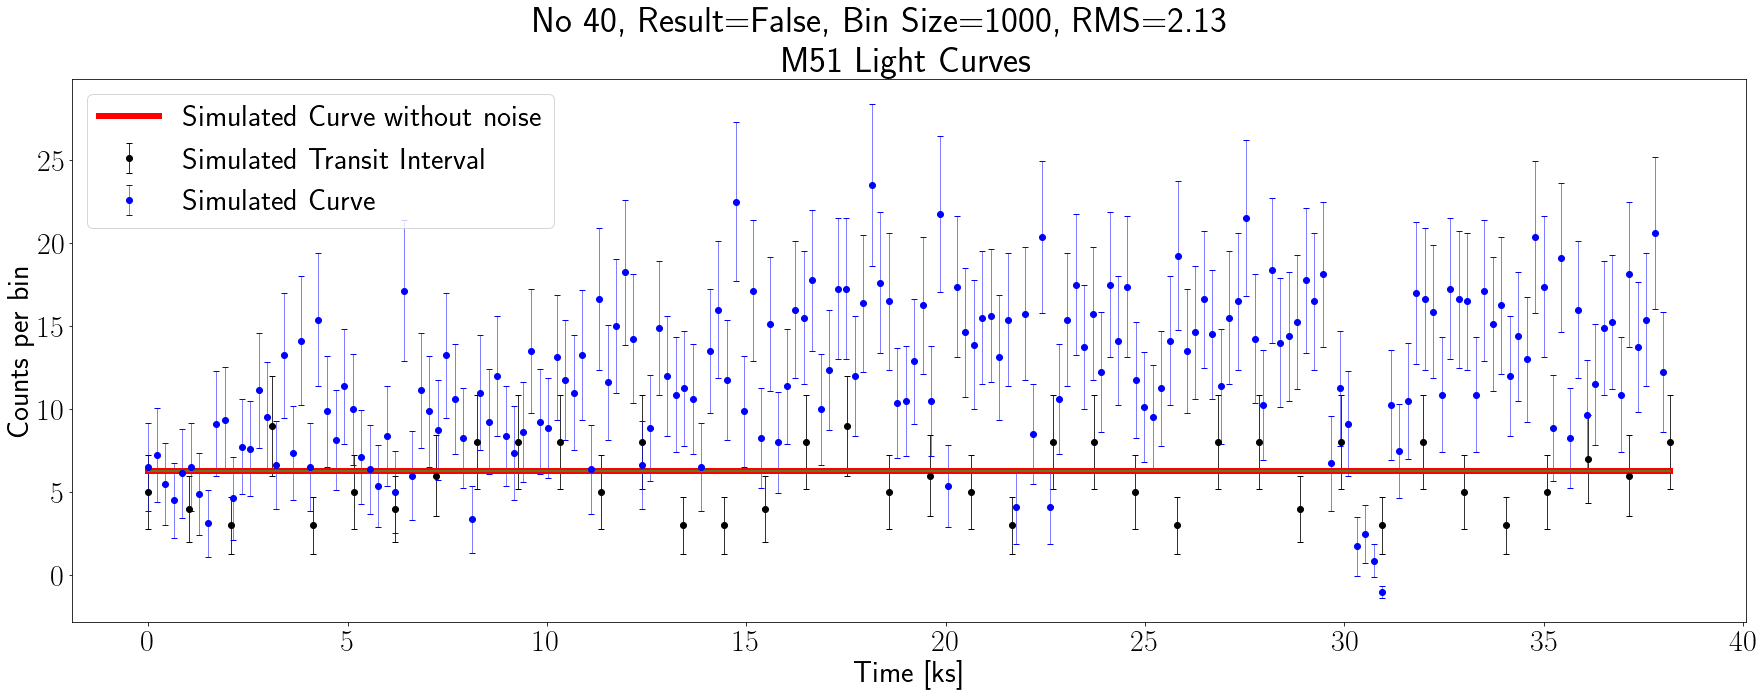 No 40, Result=False, Bin Size=1000, RMS=2.13
M51 Light Curves
Simulated Curve without noise
Simulated Transit Interval
Simulated Curve
Counts per bin
25
20
15
10
5
0
0 5 10 15 20 25 30 35 40
Time [ks]